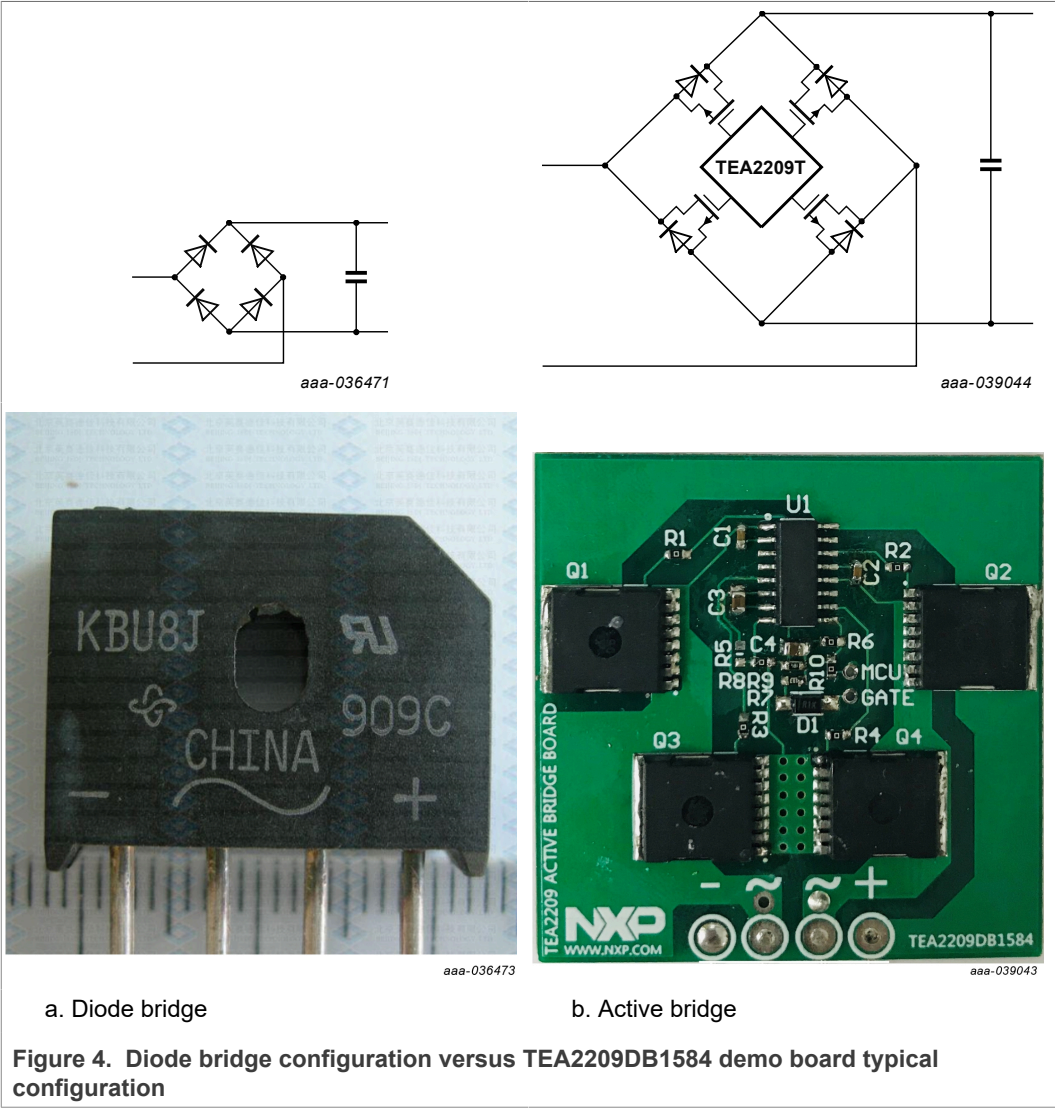 TEA2209T
aaa-036471
aaa-039044
KBU8J
909C
CHINA
aaa-036473
U1
R1
C1
R2
C2
Q1
Q2
C3
R5
C4
R6
R8
R9
R10
MCU
R7
GATE
R3
D1
R4
Q3
Q4
TEA2209 ACTIVE BRIDGE BOARD
- ~ ~ +
NXP
WWW.NXP.COM
TEA2209DB1584
aaa-039043
a. Diode bridge
b. Active bridge
Figure 4. Diode bridge configuration versus TEA2209DB1584 demo board typical
configuration